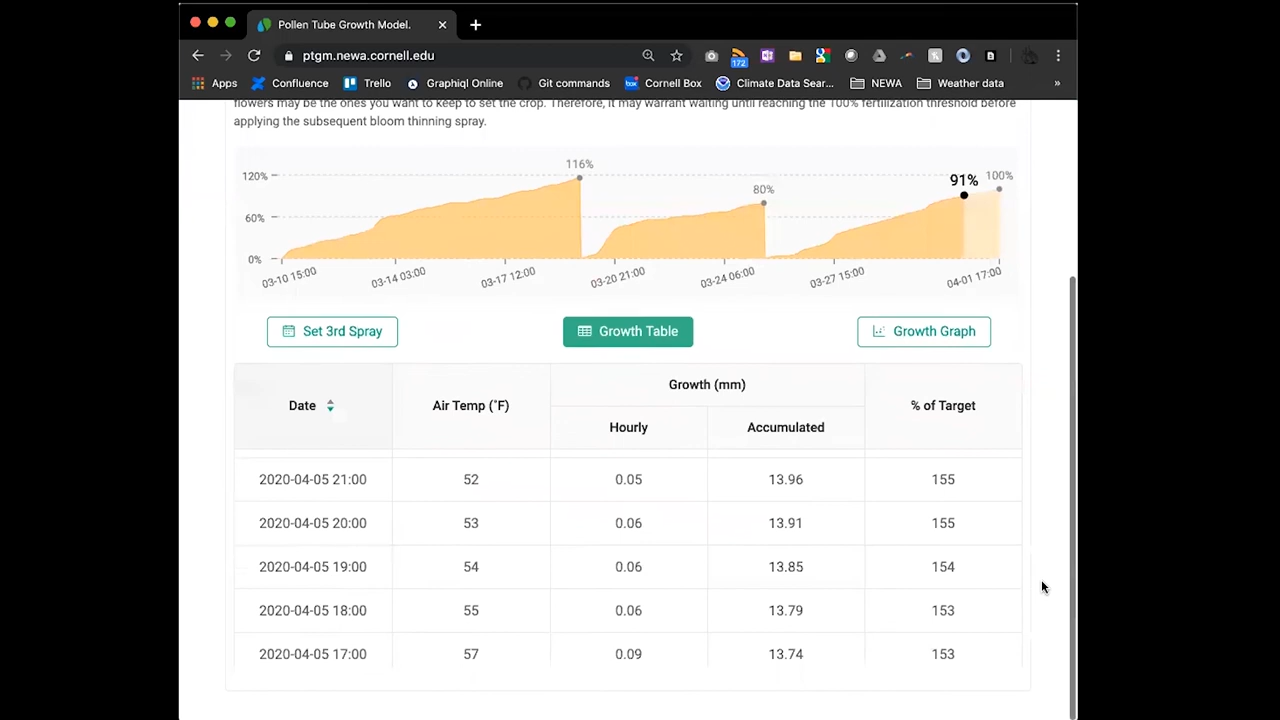 Pollen Tube Growth Model.
ptgm.newa.cornell.edu
172
Apps Confluence Trello Graphiql Online Git commands Cornell Box Climate Data Sear... NEWA Weather data »
flowers may be the ones you want to keep to set the crop. Therefore, it may warrant waiting until reaching the 100% fertilization threshold before
applying the subsequent bloom thinning spray.
116%
120% 80% 91% 100%
60%
0%
03-10 15:00 03-14 03:00 03-17 12:00 03-20 21:00 03-24 06:00 03-27 15:00 04-01 17:00
Set 3rd Spray Growth Table Growth Graph
Growth (mm)
Date Air Temp (˚F) % of Target
Hourly Accumulated
2020-04-05 21:00 52 0.05 13.96 155
2020-04-05 20:00 53 0.06 13.91 155
2020-04-05 19:00 54 0.06 13.85 154
2020-04-05 18:00 55 0.06 13.79 153
2020-04-05 17:00 57 0.09 13.74 153